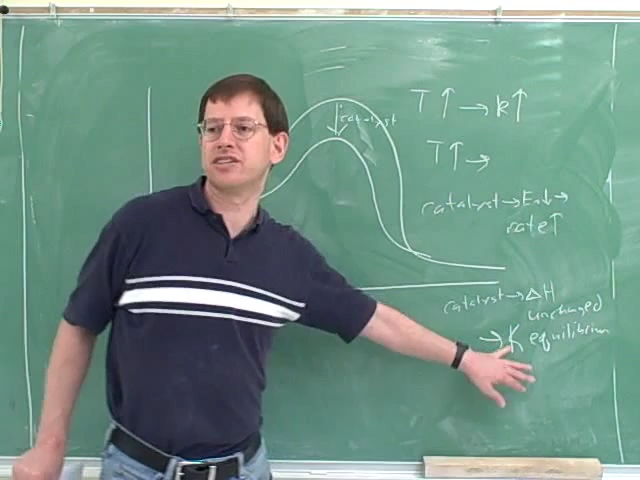 catalyst
T↑ → k↑
T↑ →
catalyst → Ea↓ →
rate↑
catalyst → ΔH
unchanged
→ K equilibrium